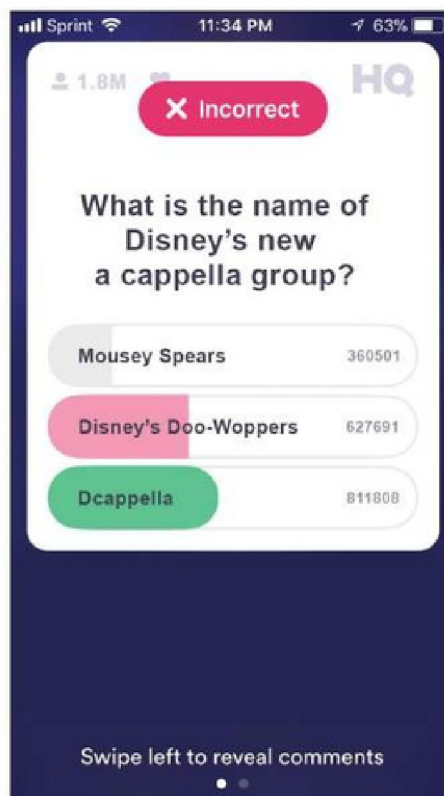 Sprint 11:34 PM 63%
1.8M HQ
X Incorrect
What is the name of
Disney's new
a cappella group?
Mousey Spears 360501
Disney's Doo-Woppers 627691
Dcappella 811808
Swipe left to reveal comments